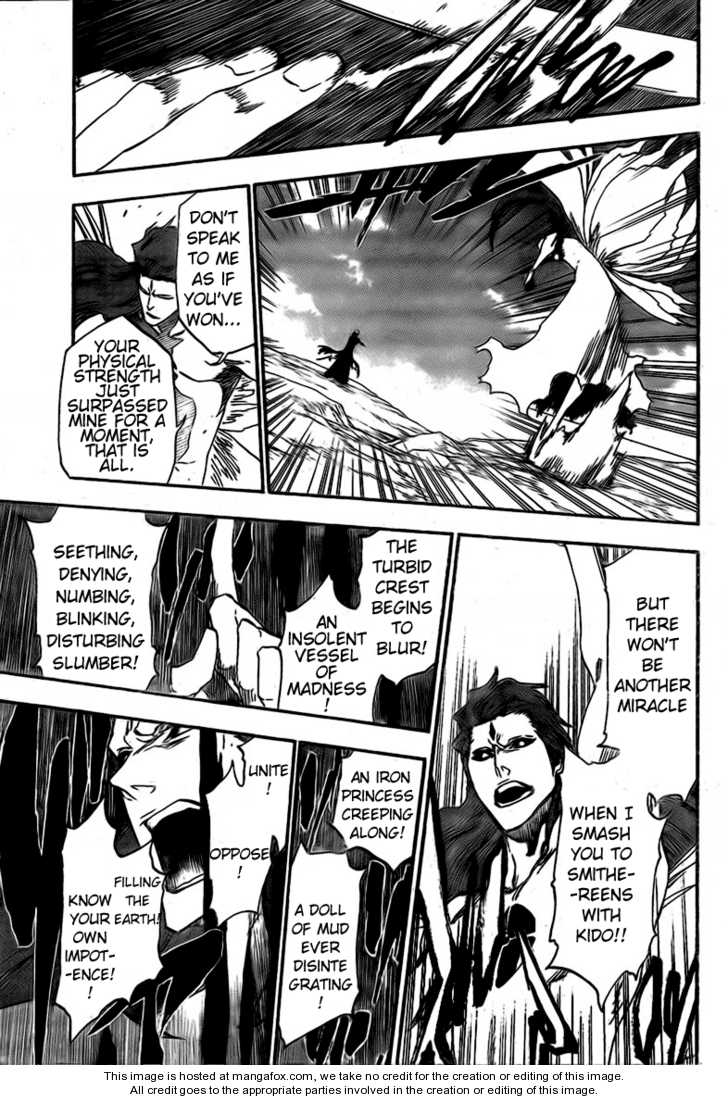 DON'T
SPEAK
TO ME
AS IF
YOU'VE
WON...
YOUR
PHYSICAL
STRENGTH
JUST
SURPASSED
MINE FOR A
MOMENT,
THAT IS
ALL.
BUT
THERE
WON'T
BE
ANOTHER
MIRACLE
WHEN I
SMASH
YOU TO
SMITHE-
-REENS
WITH
KIDO!!
THE
TURBID
CREST
BEGINS
TO
BLUR!
AN
INSOLENT
VESSEL
OF
MADNESS
!
SEETHING,
DENYING,
NUMBING,
BLINKING,
DISTURBING
SLUMBER!
AN IRON
PRINCESS
CREEPING
ALONG!
A DOLL
OF MUD
EVER
DISINTE
GRATING
!
UNITE
!
OPPOSE
!
FILLING
THE
EARTH!
KNOW
YOUR
OWN
IMPOT-
-ENCE!
!
This image is hosted at mangafox.com, we take no credit for the creation or editing of this image.
All credit goes to the appropriate parties involved in the creation or editing of this image.